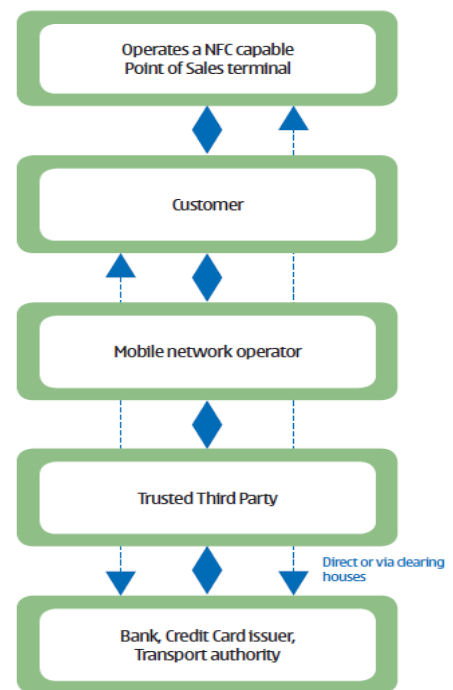 Operates a NFC capable
Point of Sales terminal
Customer
Mobile network operator
Trusted Third Party
Direct or via clearing
houses
Bank, Credit Card issuer,
Transport authority